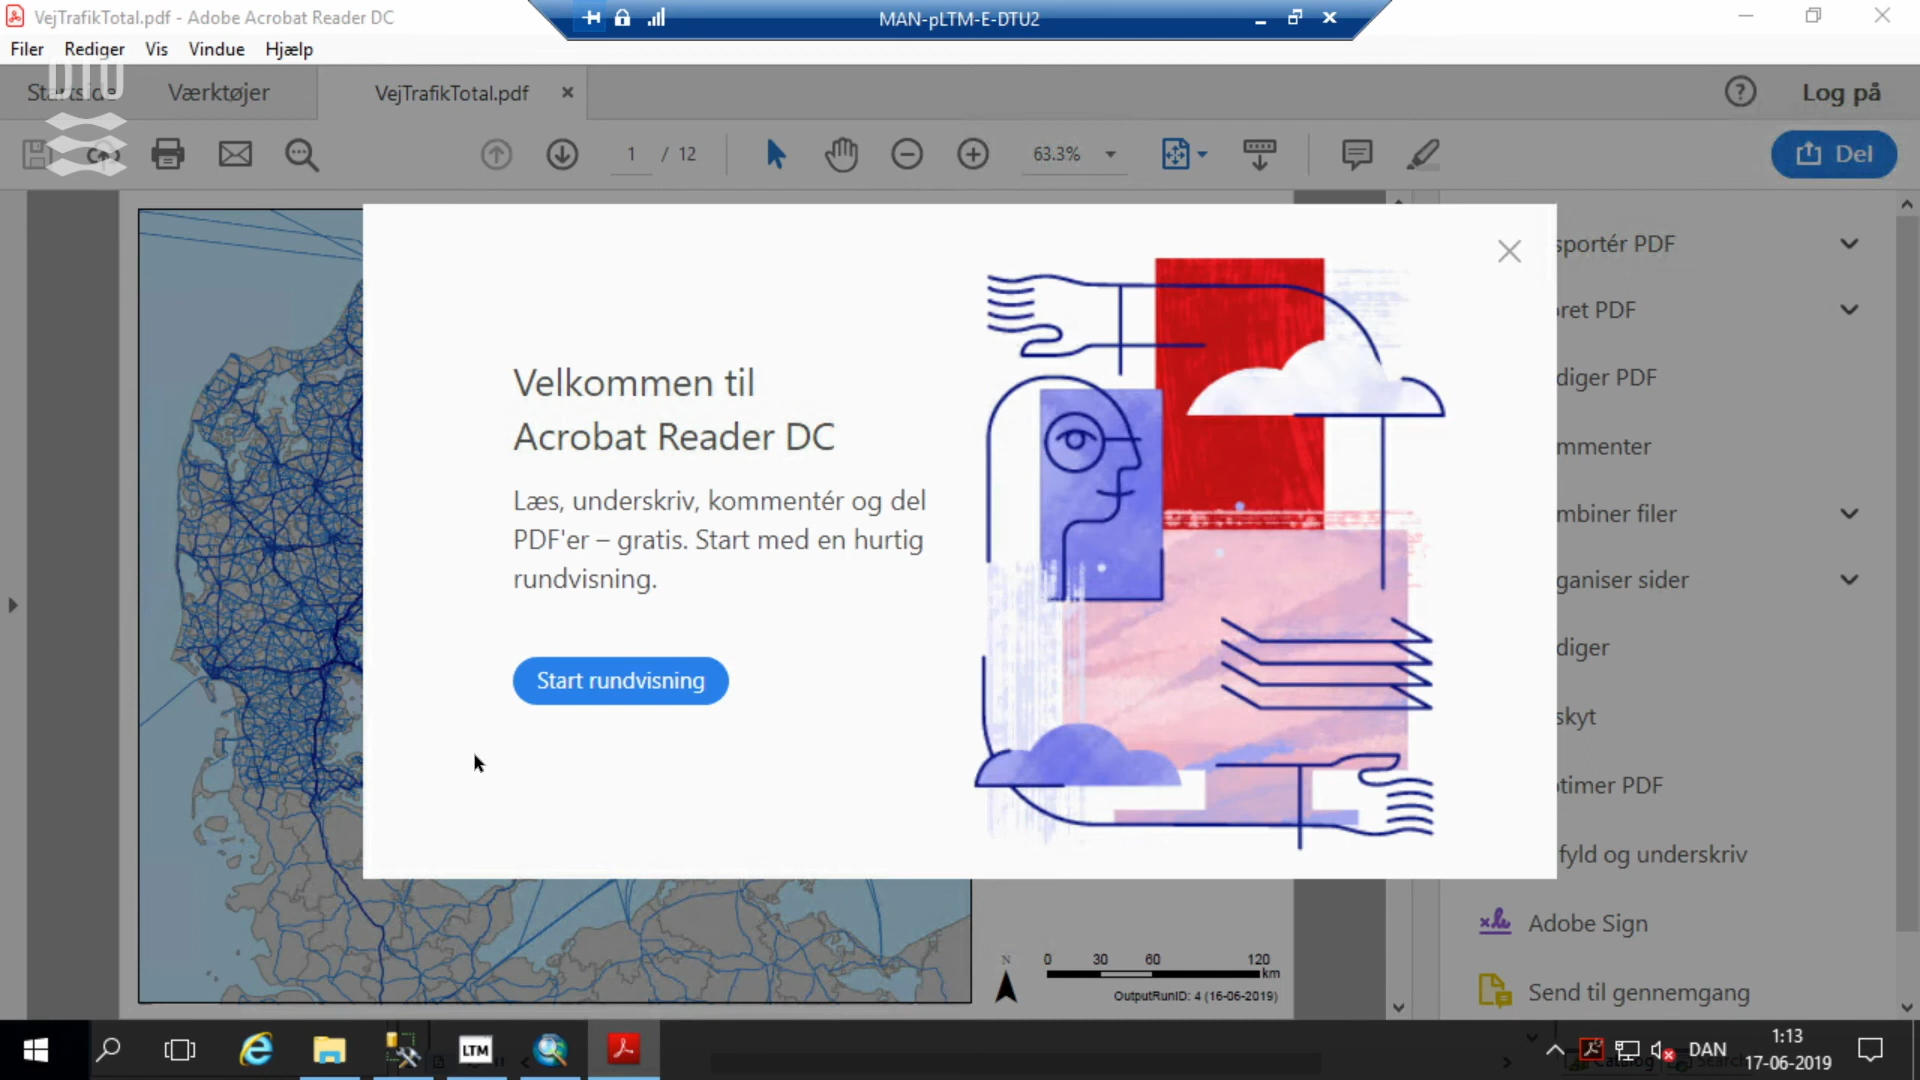 VejTrafikTotal.pdf - Adobe Acrobat Reader DC
MAN-pLTM-E-DTU2
Filer Rediger Vis Vindue Hjælp
DTU
Startside Værktøjer VejTrafikTotal.pdf Log på
1 / 12 63.3% Del
Velkommen til
Acrobat Reader DC
Læs, underskriv, kommentér og del
PDF'er – gratis. Start med en hurtig
rundvisning.
Start rundvisning
sportér PDF
ret PDF
diger PDF
mmenter
mbiner filer
ganiser sider
diger
skyt
timer PDF
fyld og underskriv
Adobe Sign
Send til gennemgang
N 0 30 60 120
km
OutputRunID: 4 (16-06-2019)
LTM
DAN
1:13
17-06-2019